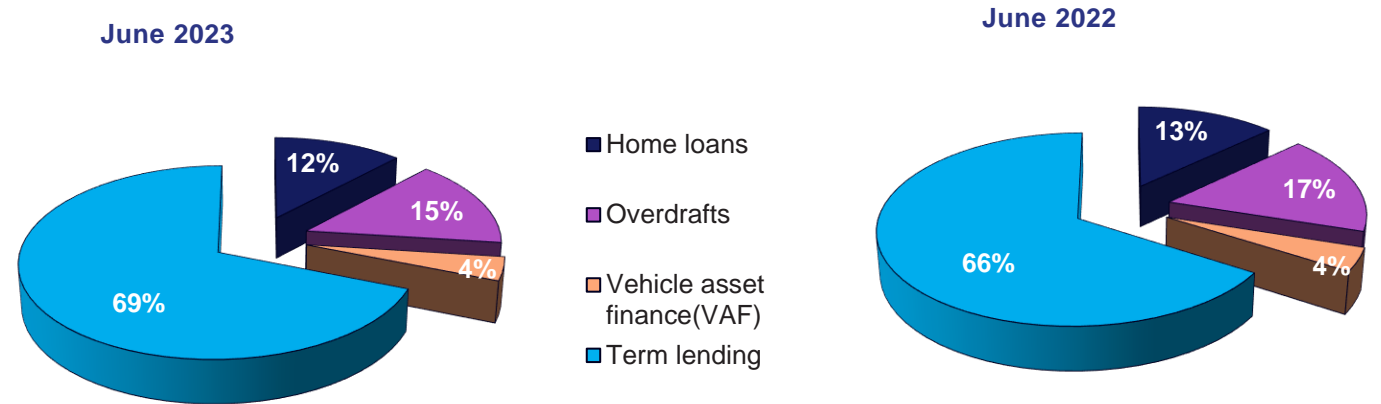 June 2023
12%
15%
4%
69%
Home loans
Overdrafts
Vehicle asset
finance(VAF)
Term lending
June 2022
13%
17%
4%
66%